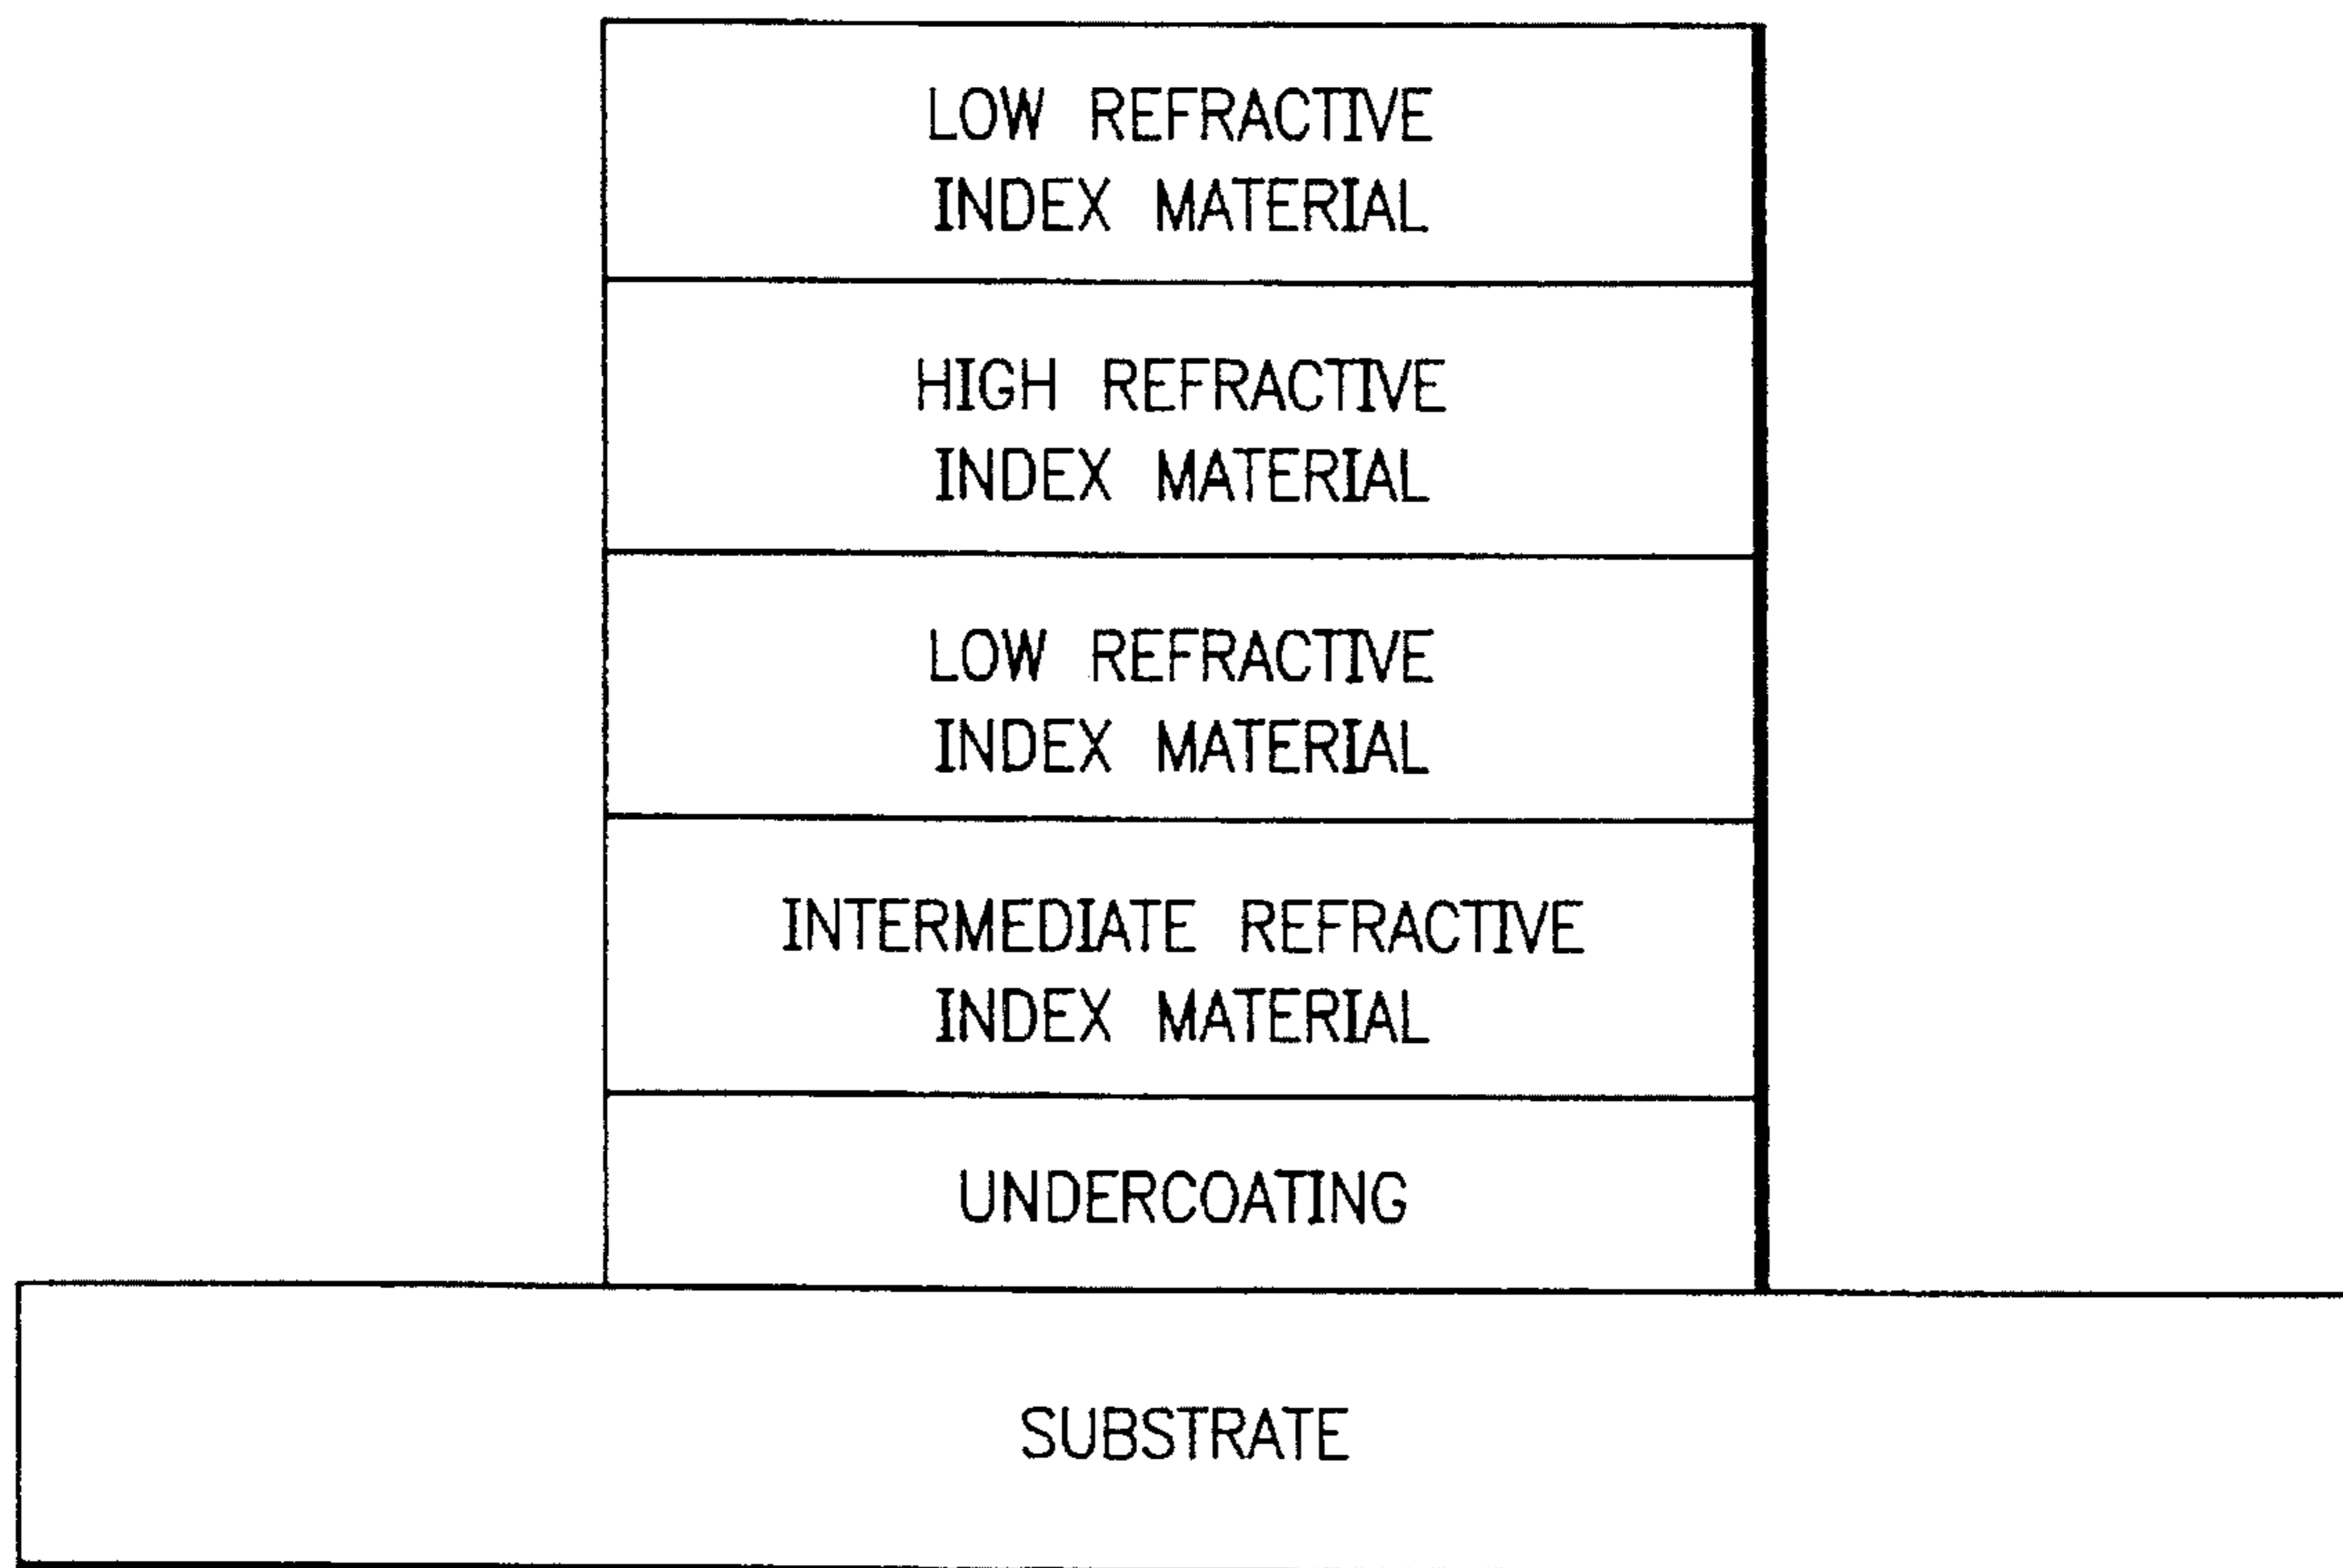 LOW REFRACTIVE
INDEX MATERIAL
HIGH REFRACTIVE
INDEX MATERIAL
LOW REFRACTIVE
INDEX MATERIAL
INTERMEDIATE REFRACTIVE
INDEX MATERIAL
UNDERCOATING
SUBSTRATE